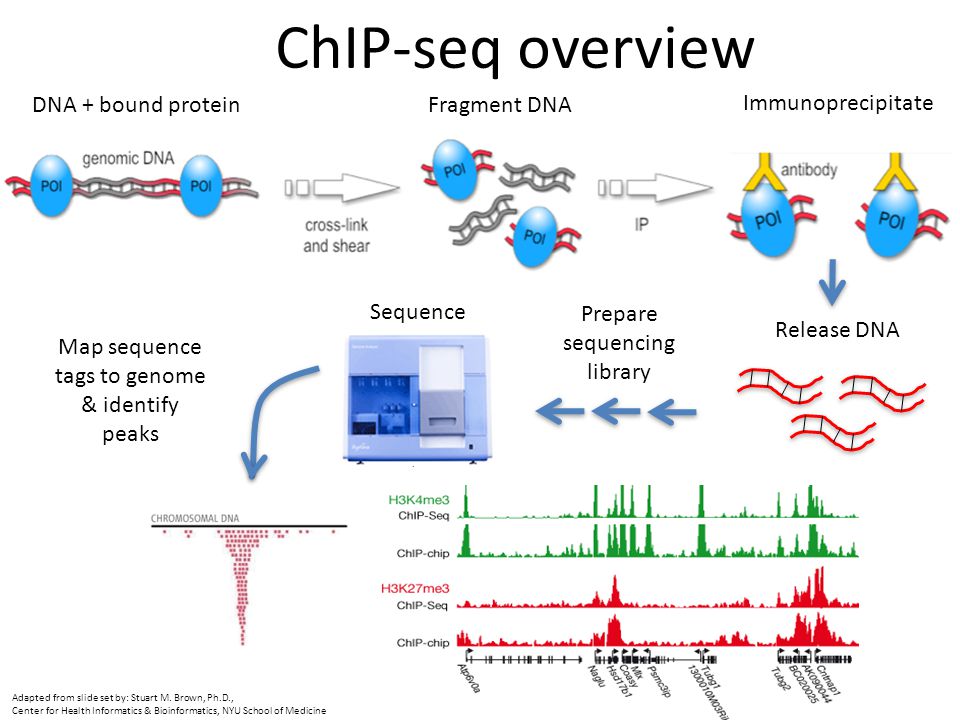 ChIP-seq overview
DNA + bound protein
Fragment DNA
Immunoprecipitate
genomic DNA
POI
POI
cross-link
and shear
POI
POI
IP
antibody
POI
POI
Release DNA
Prepare
sequencing
library
Sequence
Map sequence
tags to genome
& identify
peaks
CHROMOSOMAL DNA
H3K4me3
ChIP-Seq
ChIP-chip
H3K27me3
ChIP-Seq
ChIP-chip
Atp6v0a
Naglu
Hsd17b1
Coasy
Mlx
Psmc3ip
Tubg1
Tubg2
BC020025
AK090044
Cntnap1
Adapted from slide set by: Stuart M. Brown, Ph.D.,
Center for Health Informatics & Bioinformatics, NYU School of Medicine